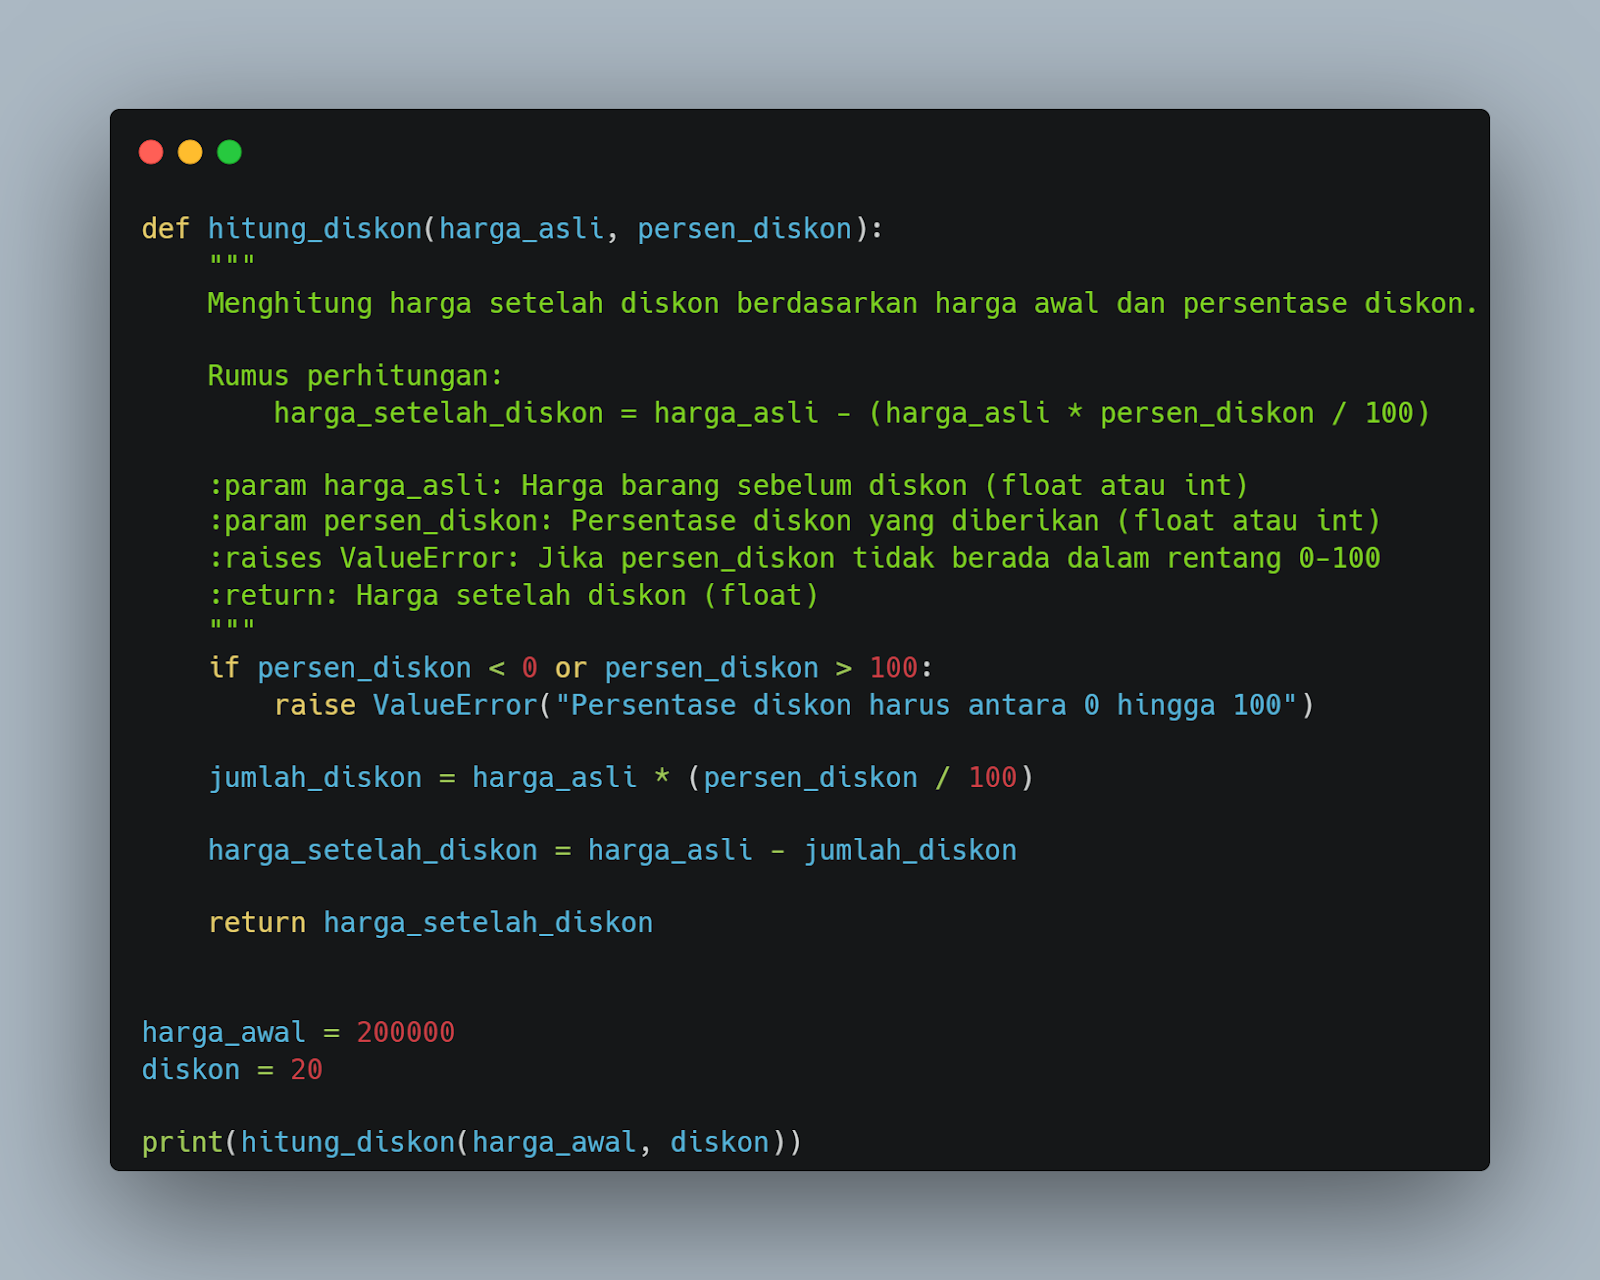 def hitung_diskon(harga_asli, persen_diskon):
    """
    Menghitung harga setelah diskon berdasarkan harga awal dan persentase diskon.

    Rumus perhitungan:
        harga_setelah_diskon = harga_asli - (harga_asli * persen_diskon / 100)

    :param harga_asli: Harga barang sebelum diskon (float atau int)
    :param persen_diskon: Persentase diskon yang diberikan (float atau int)
    :raises ValueError: Jika persen_diskon tidak berada dalam rentang 0-100
    :return: Harga setelah diskon (float)
    """
    if persen_diskon < 0 or persen_diskon > 100:
        raise ValueError("Persentase diskon harus antara 0 hingga 100")

    jumlah_diskon = harga_asli * (persen_diskon / 100)

    harga_setelah_diskon = harga_asli - jumlah_diskon

    return harga_setelah_diskon


harga_awal = 200000
diskon = 20

print(hitung_diskon(harga_awal, diskon))